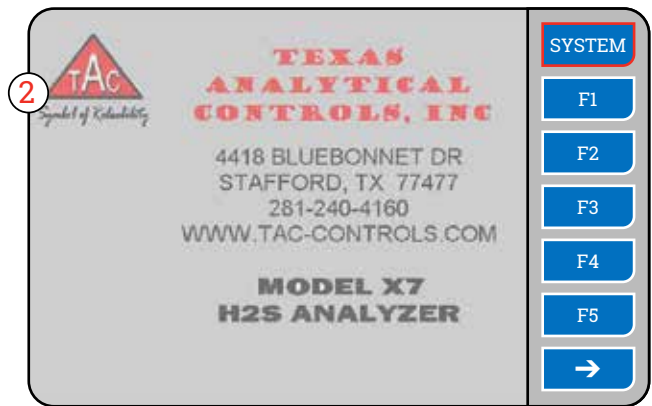 2
TAC
Symbol of Reliability
TEXAS
ANALYTICAL
CONTROLS, INC
4418 BLUEBONNET DR
STAFFORD, TX 77477
281-240-4160
WWW.TAC-CONTROLS.COM
MODEL X7
H2S ANALYZER
SYSTEM
F1
F2
F3
F4
F5
→